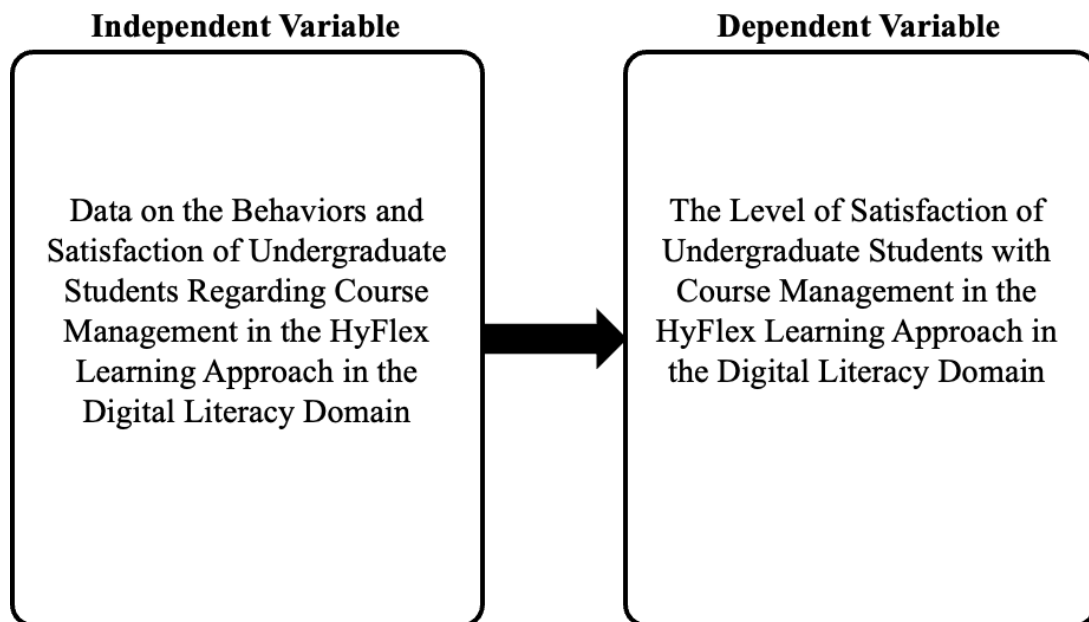 Independent Variable
Data on the Behaviors and
Satisfaction of Undergraduate
Students Regarding Course
Management in the HyFlex
Learning Approach in the
Digital Literacy Domain
Dependent Variable
The Level of Satisfaction of
Undergraduate Students with
Course Management in the
HyFlex Learning Approach in
the Digital Literacy Domain